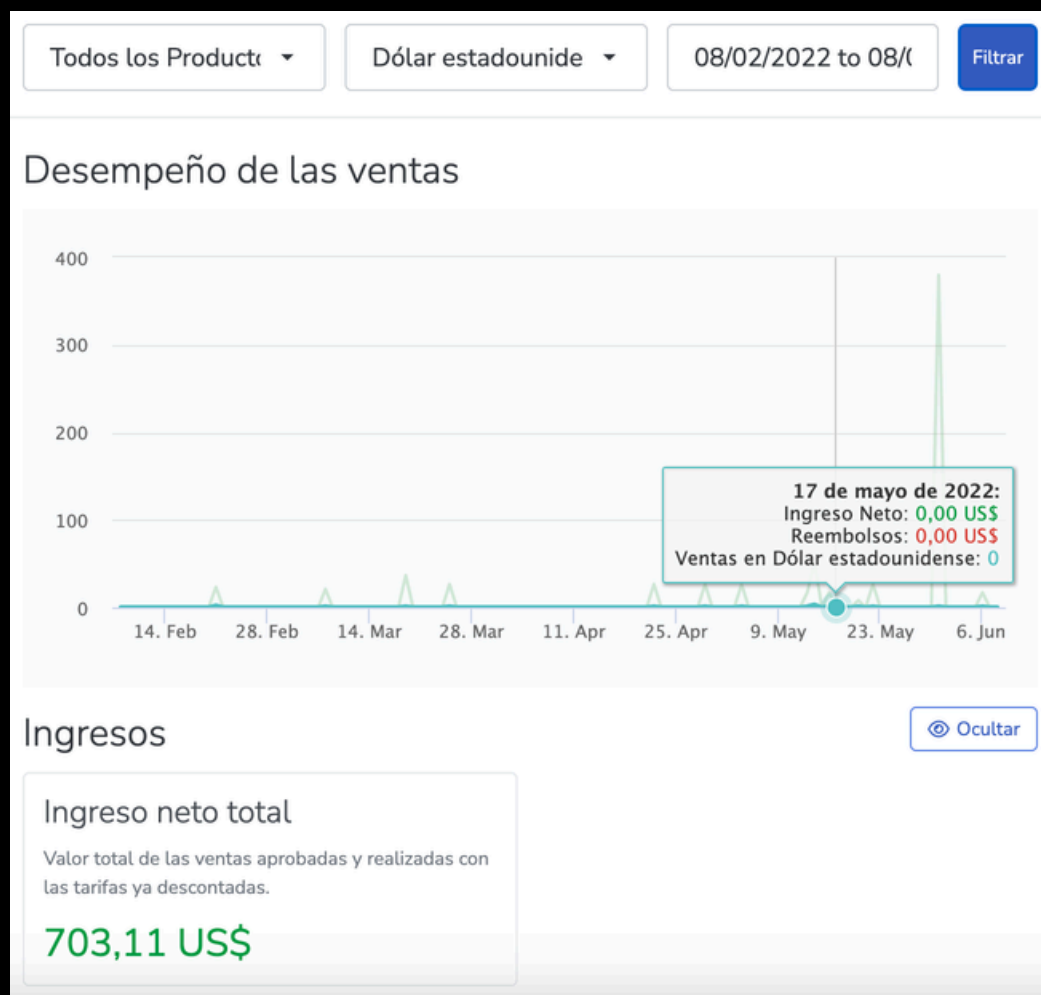 Todos los Product
Dólar estadounide
08/02/2022 to 08/0
Filtrar
Desempeño de las ventas
400
300
200
100
0
17 de mayo de 2022:
Ingreso Neto: 0,00 US$
Reembolsos: 0,00 US$
Ventas en Dólar estadounidense: 0
14. Feb 28. Feb 14. Mar 28. Mar 11. Apr 25. Apr 9. May 23. May 6. Jun
Ingresos
Ocultar
Ingreso neto total
Valor total de las ventas aprobadas y realizadas con
las tarifas ya descontadas.
703,11 US$